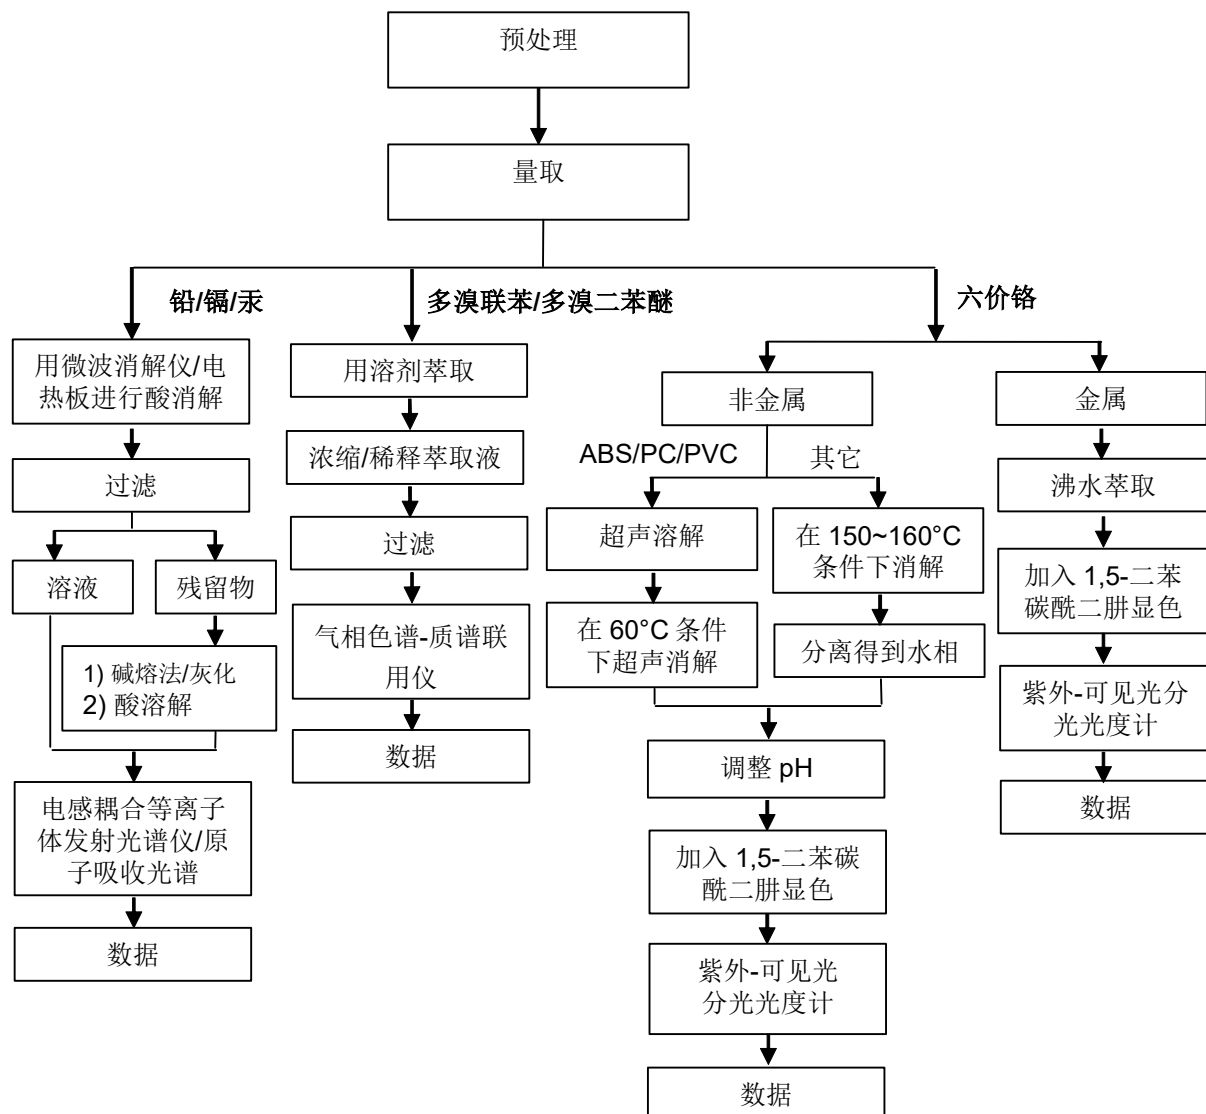 预处理
量取
铅/镉/汞
多溴联苯/多溴二苯醚
六价铬
用微波消解仪/电
热板进行酸消解
过滤
溶液
残留物
1) 碱熔法/灰化
2) 酸溶解
电感耦合等离子
体发射光谱仪/原
子吸收光谱
数据
用溶剂萃取
浓缩/稀释萃取液
过滤
气相色谱-质谱联
用仪
数据
非金属
ABS/PC/PVC
其它
超声溶解
在 60°C 条件
下超声消解
在 150~160°C
条件下消解
分离得到水相
调整 pH
加入 1,5-二苯碳
酰二肼显色
紫外-可见光
分光光度计
数据
金属
沸水萃取
加入 1,5-二苯
碳酰二肼显色
紫外-可见光分
光光度计
数据